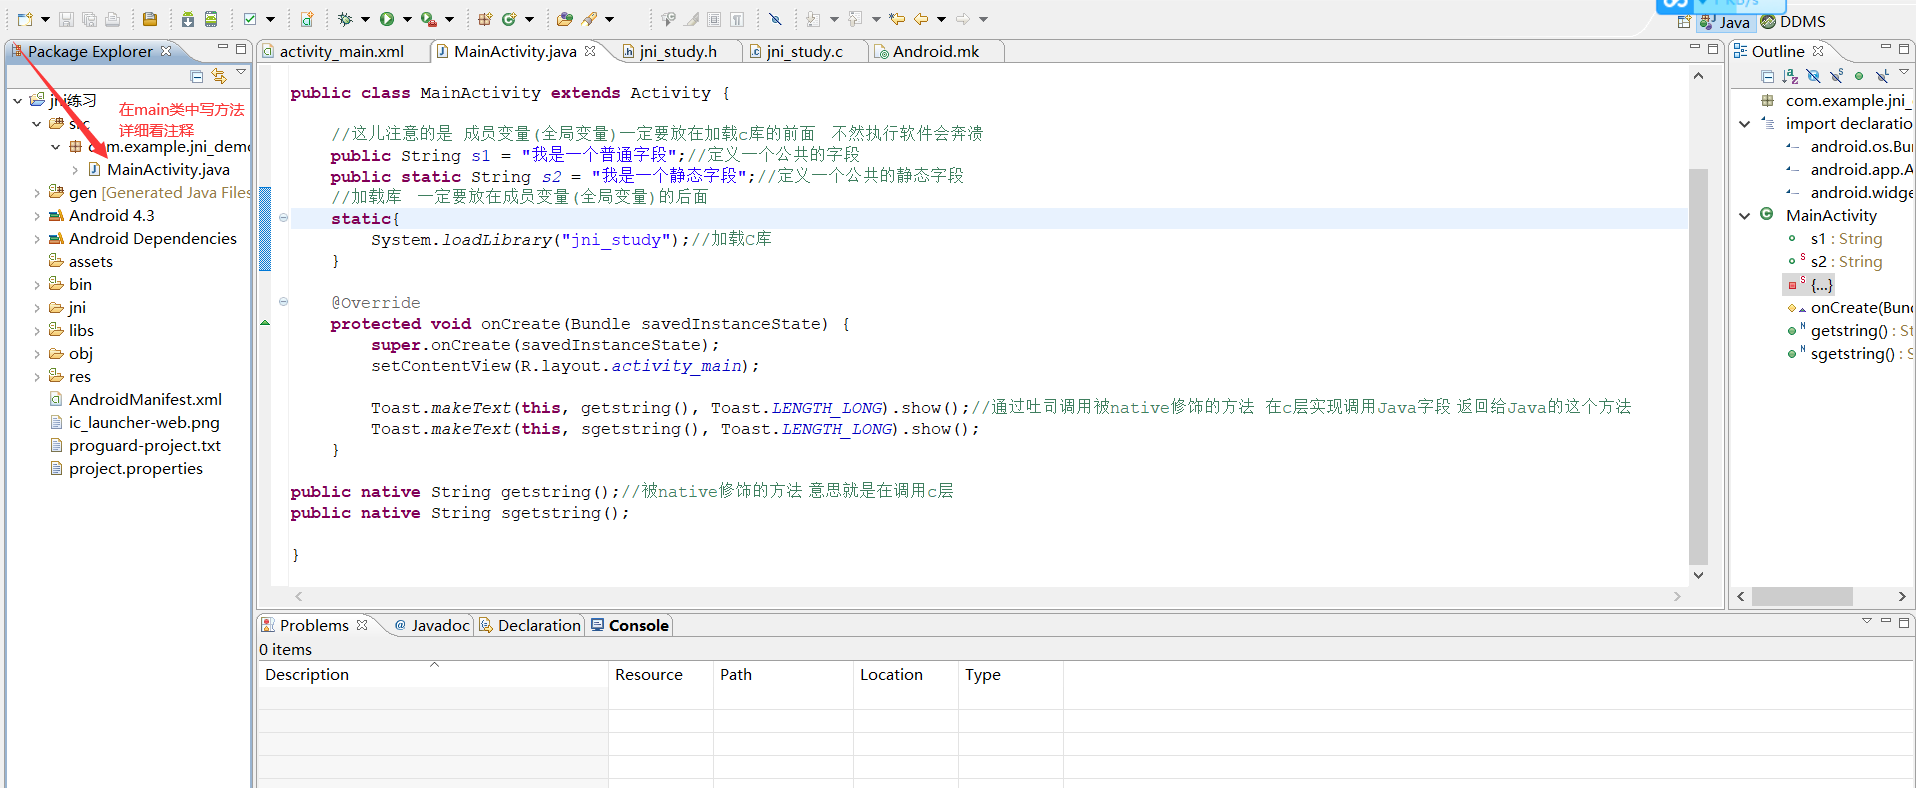 1 Kb/s
Java
DDMS
Package Explorer
activity_main.xml
MainActivity.java
jni_study.h
jni_study.c
Android.mk
Outline
jni练习
src
com.example.jni_demo
MainActivity.java
gen [Generated Java Files
Android 4.3
Android Dependencies
assets
bin
jni
libs
obj
res
AndroidManifest.xml
ic_launcher-web.png
proguard-project.txt
project.properties
在main类中写方法
详细看注释
public class MainActivity extends Activity {
//这儿注意的是 成员变量(全局变量)一定要放在加载c库的前面 不然执行软件会奔溃
public String s1 = "我是一个普通字段";//定义一个公共的字段
public static String s2 = "我是一个静态字段";//定义一个公共的静态字段
//加载库 一定要放在成员变量(全局变量)的后面
static{
System.loadLibrary("jni_study");//加载C库
}
@Override
protected void onCreate(Bundle savedInstanceState) {
super.onCreate(savedInstanceState);
setContentView(R.layout.activity_main);
Toast.makeText(this, getstring(), Toast.LENGTH_LONG).show();//通过吐司调用被native修饰的方法 在c层实现调用Java字段 返回给Java的这个方法
Toast.makeText(this, sgetstring(), Toast.LENGTH_LONG).show();
}
public native String getstring();//被native修饰的方法 意思就是在调用c层
public native String sgetstring();
}
com.example.jni_
import declaratio
android.os.Bu
android.app.A
android.widge
MainActivity
s1 : String
s2 : String
{...}
onCreate(Bun
getstring() : St
sgetstring() : S
Problems
@ Javadoc
Declaration
Console
0 items
Description
Resource
Path
Location
Type